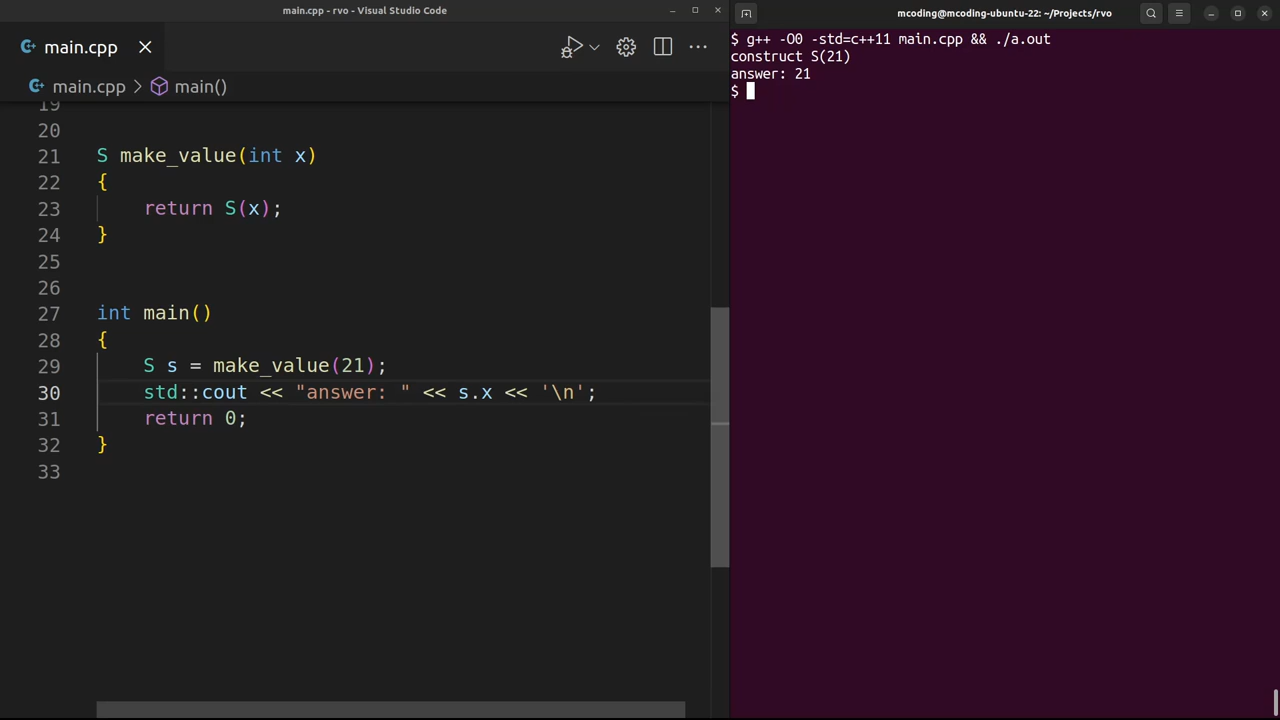 main.cpp - rvo - Visual Studio Code
main.cpp
main.cpp > main()
19
20
21 S make_value(int x)
22 {
23 return S(x);
24 }
25
26
27 int main()
28 {
29 S s = make_value(21);
30 std::cout << "answer: " << s.x << '\n';
31 return 0;
32 }
33
mcoding@mcoding-ubuntu-22: ~/Projects/rvo
$ g++ -O0 -std=c++11 main.cpp && ./a.out
construct S(21)
answer: 21
$